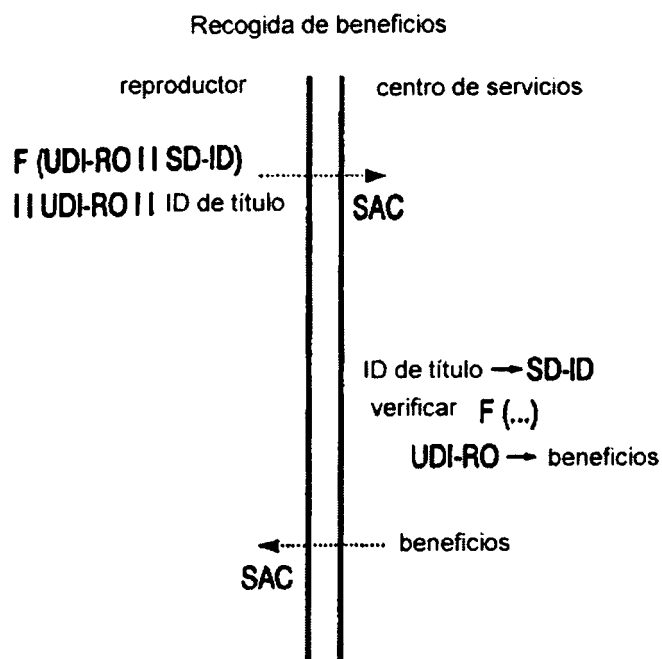 Recogida de beneficios
reproductor
centro de servicios
F (UDI-RO I I SD-ID)
I I UDI-RO I I ID de título
SAC
ID de título → SD-ID
verificar F (...)
UDI-RO → beneficios
beneficios
SAC